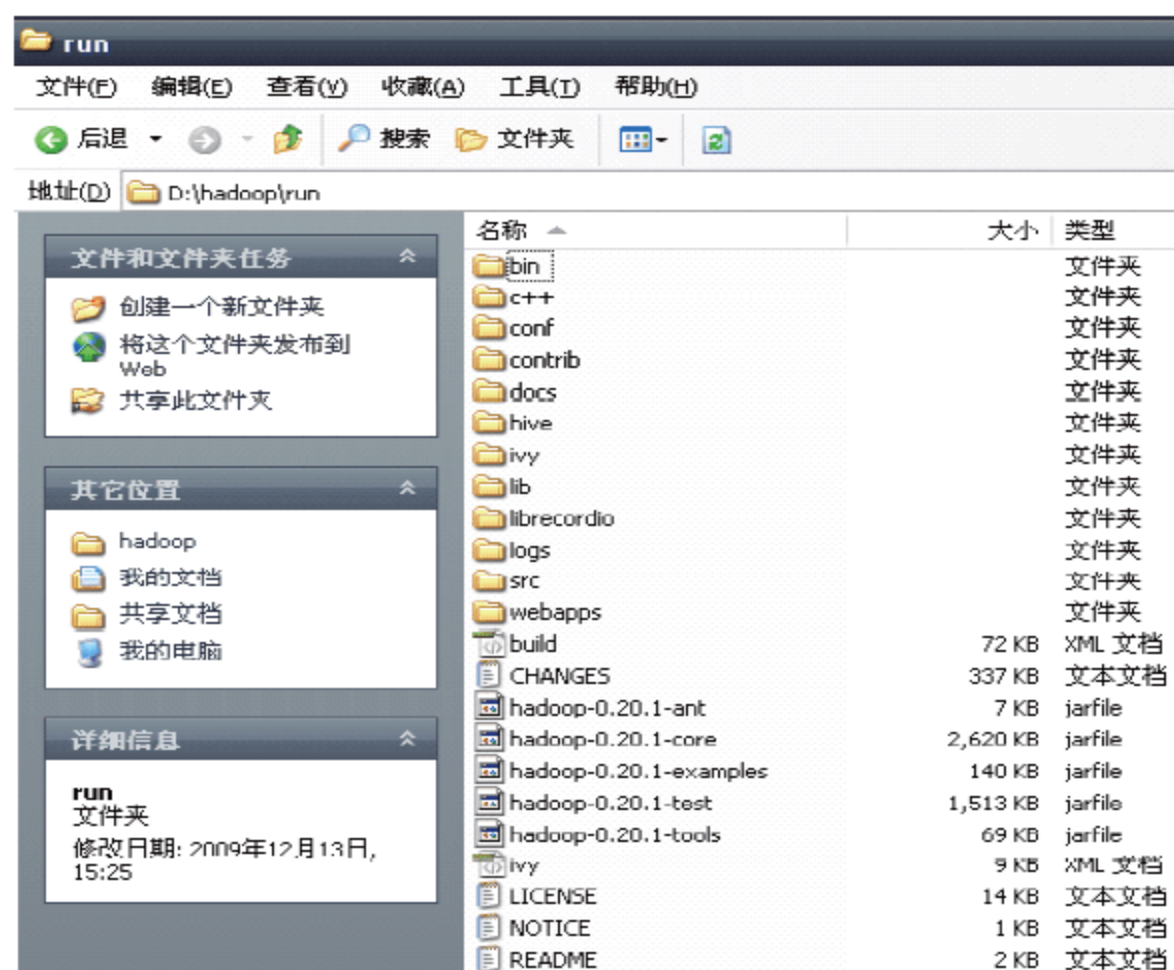 run
文件(F) 编辑(E) 查看(V) 收藏(A) 工具(T) 帮助(H)
后退 搜索 文件夹
地址(D) D:\hadoop\run
文件和文件夹任务
创建一个新文件夹
将这个文件夹发布到
Web
共享此文件夹
其它位置
hadoop
我的文档
共享文档
我的电脑
详细信息
run
文件夹
修改日期: 2009年12月13日,
15:25
名称 大小 类型
bin 文件夹
c++ 文件夹
conf 文件夹
contrib 文件夹
docs 文件夹
hive 文件夹
ivy 文件夹
lib 文件夹
librecordio 文件夹
logs 文件夹
src 文件夹
webapps 文件夹
build 72 KB XML 文档
CHANGES 337 KB 文本文档
hadoop-0.20.1-ant 7 KB jarfile
hadoop-0.20.1-core 2,620 KB jarfile
hadoop-0.20.1-examples 140 KB jarfile
hadoop-0.20.1-test 1,513 KB jarfile
hadoop-0.20.1-tools 69 KB jarfile
ivy 9 KB XML 文档
LICENSE 14 KB 文本文档
NOTICE 1 KB 文本文档
README 2 KB 文本文档